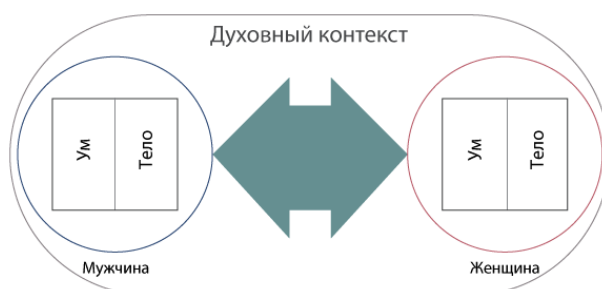 Духовный контекст
Ум
Тело
Ум
Тело
Мужчина
Женщина